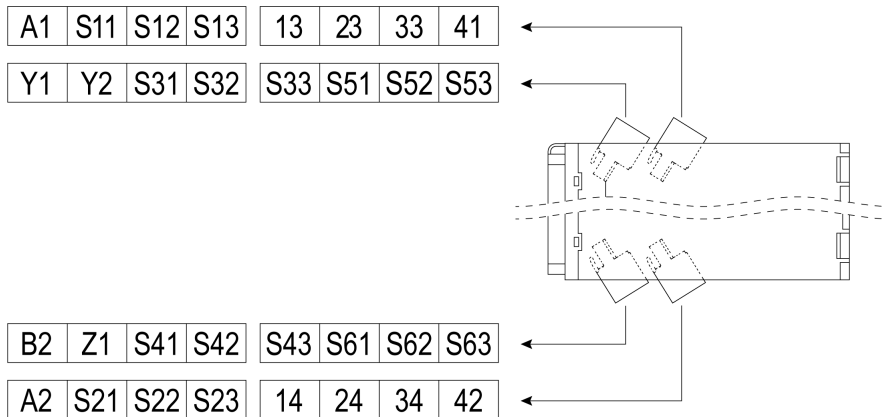 A1 S11 S12 S13 13 23 33 41
Y1 Y2 S31 S32 S33 S51 S52 S53
B2 Z1 S41 S42 S43 S61 S62 S63
A2 S21 S22 S23 14 24 34 42